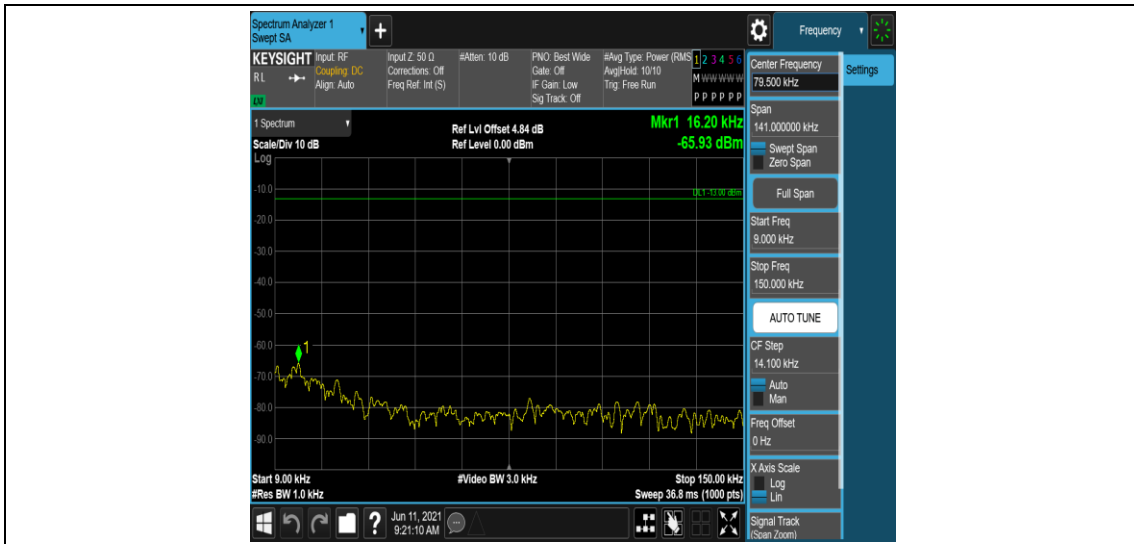 Spectrum Analyzer 1
Swept SA
Frequency
KEYSIGHT
RL
LXI
Input: RF
Coupling: DC
Align: Auto
Input Z: 50 Ω
Corrections: Off
Freq Ref: Int (S)
#Atten: 10 dB
PNO: Best Wide
Gate: Off
IF Gain: Low
Sig Track: Off
#Avg Type: Power (RMS
Avg|Hold: 10/10
Trig: Free Run
1 2 3 4 5 6
M W W W W W
P P P P P P
1 Spectrum
Scale/Div 10 dB
Log
Ref Lvl Offset 4.84 dB
Ref Level 0.00 dBm
Mkr1 16.20 kHz
-65.93 dBm
DL1 -13.00 dBm
-10.0
-20.0
-30.0
-40.0
-50.0
-60.0
1
-70.0
-80.0
-90.0
Start 9.00 kHz
#Res BW 1.0 kHz
#Video BW 3.0 kHz
Stop 150.00 kHz
Sweep 36.8 ms (1000 pts)
?
Jun 11, 2021
9:21:10 AM
Center Frequency
79.500 kHz
Settings
Span
141.000000 kHz
Swept Span
Zero Span
Full Span
Start Freq
9.000 kHz
Stop Freq
150.000 kHz
AUTO TUNE
CF Step
14.100 kHz
Auto
Man
Freq Offset
0 Hz
X Axis Scale
Log
Lin
Signal Track
(Span Zoom)